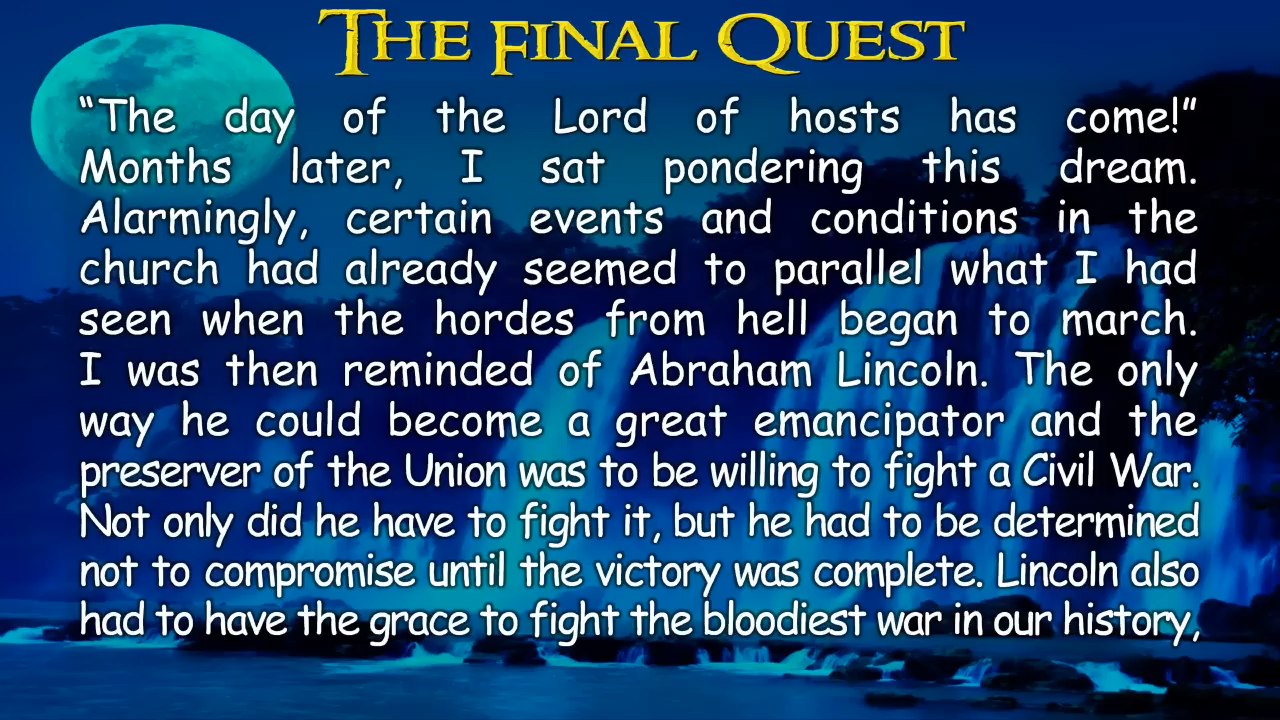 THE FINAL QUEST
“The day of the Lord of hosts has come!”
Months later, I sat pondering this dream.
Alarmingly, certain events and conditions in the
church had already seemed to parallel what I had
seen when the hordes from hell began to march.
I was then reminded of Abraham Lincoln. The only
way he could become a great emancipator and the
preserver of the Union was to be willing to fight a Civil War.
Not only did he have to fight it, but he had to be determined
not to compromise until the victory was complete. Lincoln also
had to have the grace to fight the bloodiest war in our history,